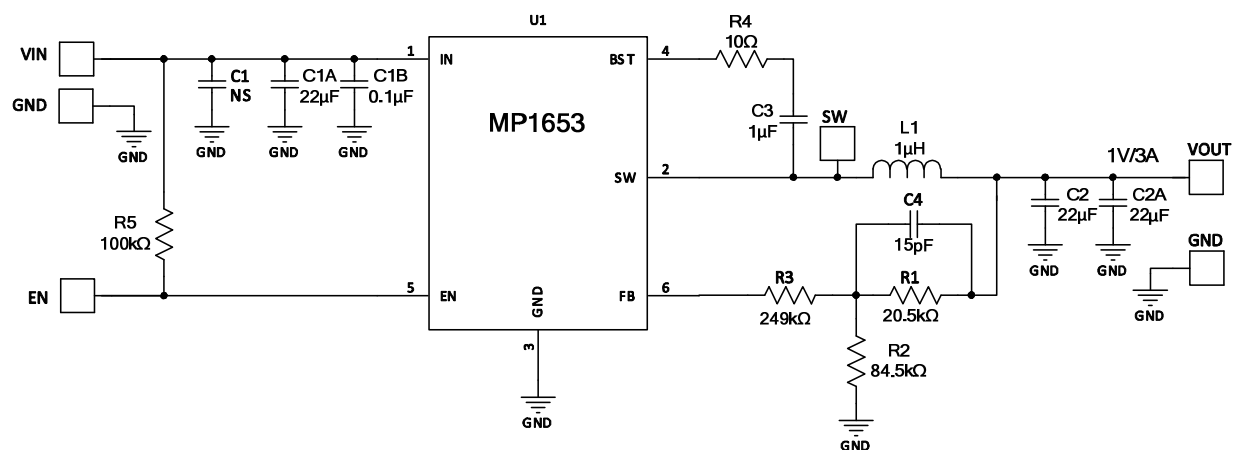 U1
VIN
GND
GND
1
IN
C1
NS
GND
C1A
22µF
GND
C1B
0.1µF
GND
MP1653
BST
4
R4
10Ω
C3
1µF
SW
SW
2
L1
1µH
1V/3A
VOUT
C2
22µF
GND
C2A
22µF
GND
GND
GND
C4
15pF
R5
100kΩ
EN
5
EN
GND
3
GND
FB
6
R3
249kΩ
R1
20.5kΩ
R2
84.5kΩ
GND